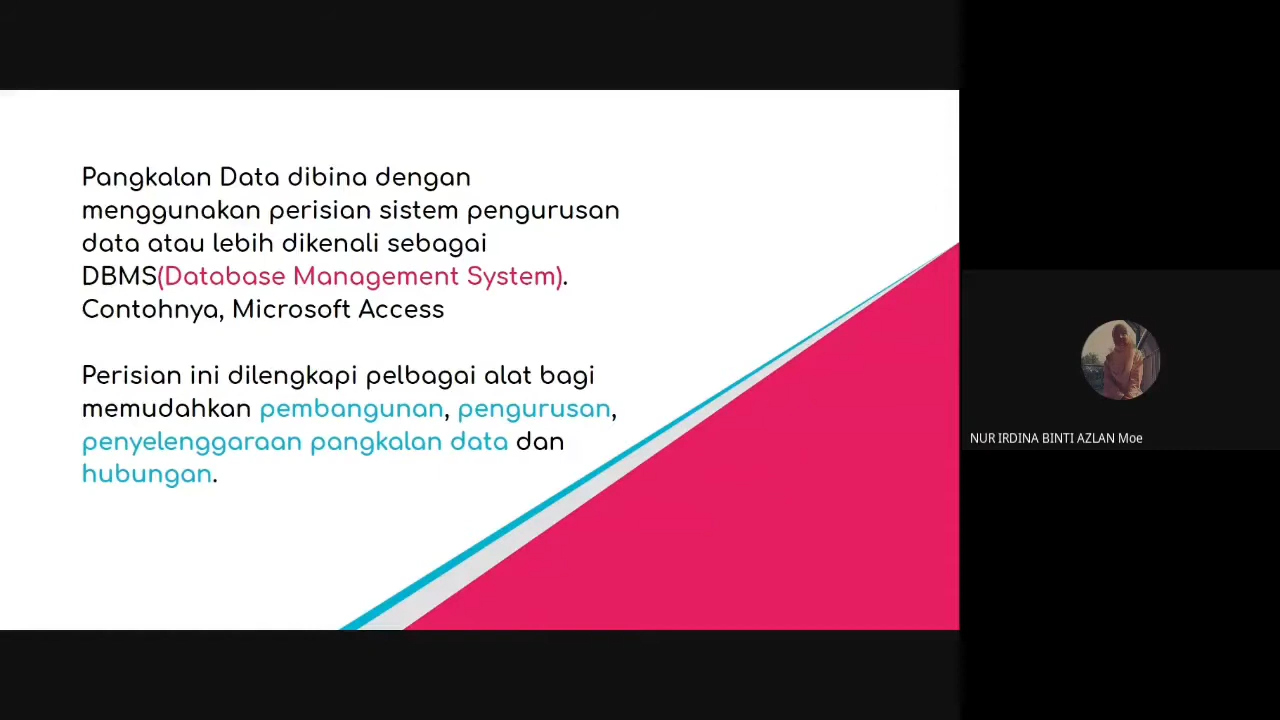 Pangkalan Data dibina dengan
menggunakan perisian sistem pengurusan
data atau lebih dikenali sebagai
DBMS(Database Management System).
Contohnya, Microsoft Access
Perisian ini dilengkapi pelbagai alat bagi
memudahkan pembangunan, pengurusan,
penyelenggaraan pangkalan data dan
hubungan.
NUR IRDINA BINTI AZLAN Moe